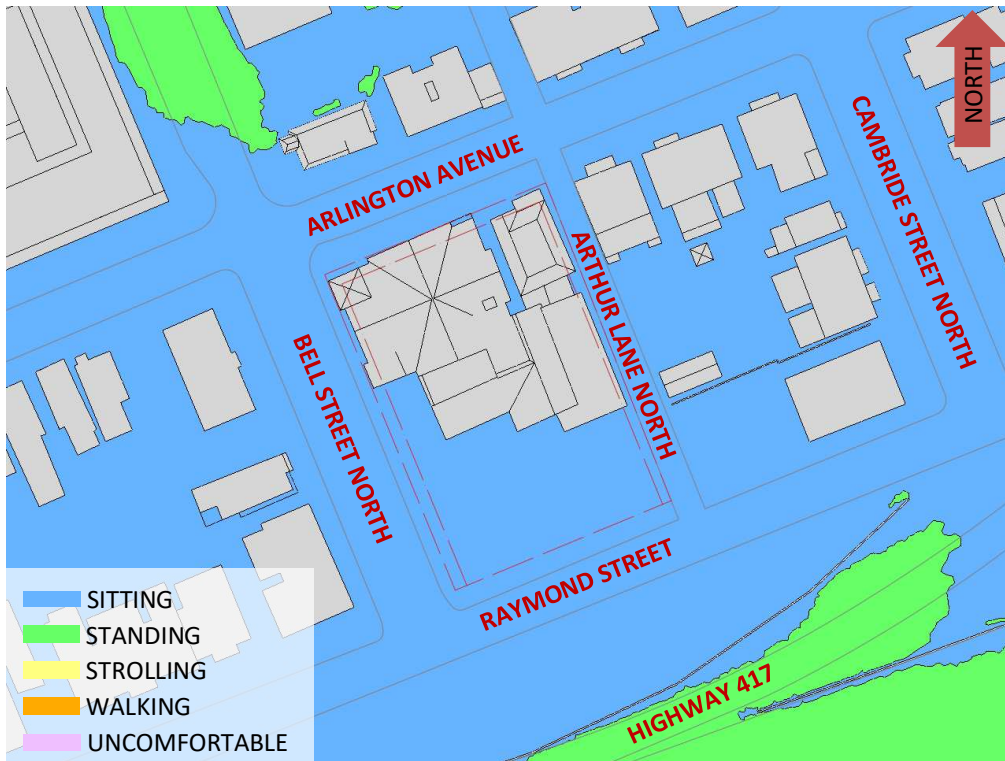 NORTH
ARLINGTON AVENUE
CAMBRIDE STREET NORTH
ARTHUR LANE NORTH
BELL STREET NORTH
RAYMOND STREET
HIGHWAY 417
SITTING
STANDING
STROLLING
WALKING
UNCOMFORTABLE